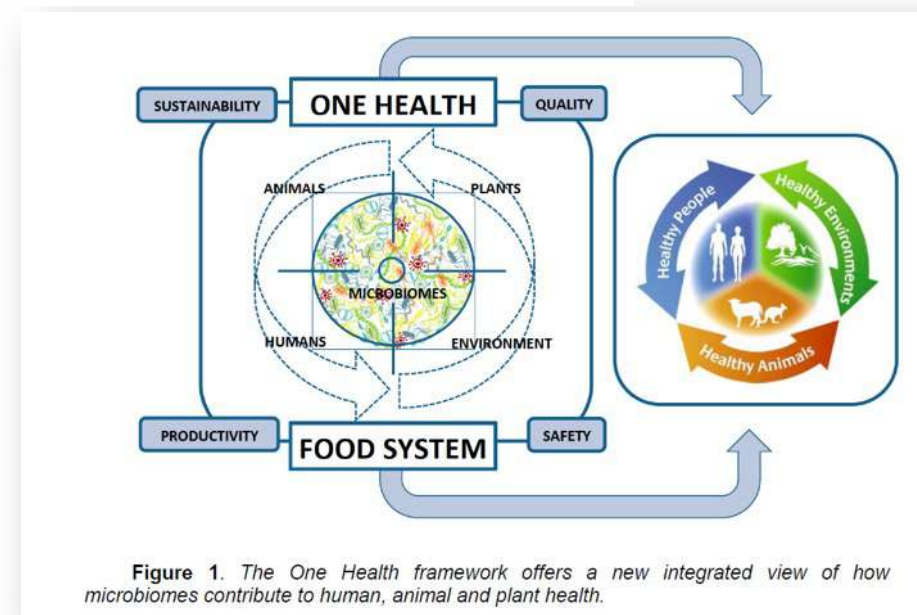 SUSTAINABILITY
ONE HEALTH
QUALITY
ANIMALS
PLANTS
MICROBIOMES
HUMANS
ENVIRONMENT
PRODUCTIVITY
FOOD SYSTEM
SAFETY
Healthy People
Healthy Environments
Healthy Animals
Figure 1. The One Health framework offers a new integrated view of how
microbiomes contribute to human, animal and plant health.